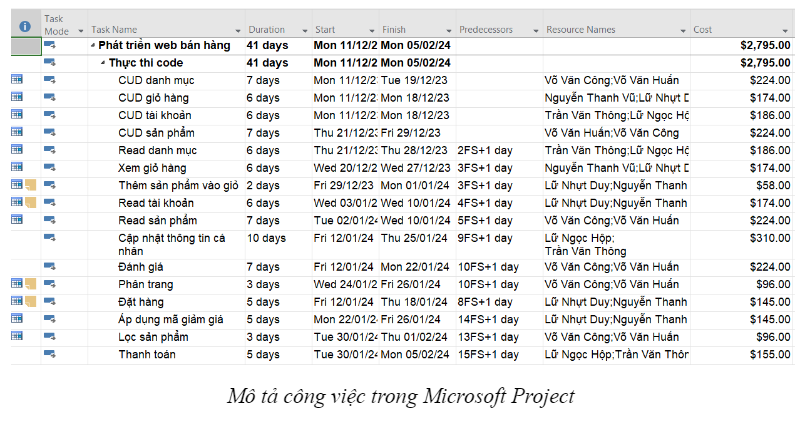 Task Mode Task Name Duration Start Finish Predecessors Resource Names Cost
Phát triển web bán hàng 41 days Mon 11/12/2 Mon 05/02/24 $2,795.00
Thực thi code 41 days Mon 11/12/2 Mon 05/02/24 $2,795.00
CUD danh mục 7 days Mon 11/12/2 Tue 19/12/23 Võ Văn Công;Võ Văn Huấn $224.00
CUD giỏ hàng 6 days Mon 11/12/2 Mon 18/12/23 Nguyễn Thanh Vũ;Lữ Nhựt D $174.00
CUD tài khoản 6 days Mon 11/12/2 Mon 18/12/23 Trần Văn Thông;Lữ Ngọc Hộ $186.00
CUD sản phẩm 7 days Thu 21/12/23 Fri 29/12/23 Võ Văn Huấn;Võ Văn Công $224.00
Read danh mục 6 days Thu 21/12/23 Thu 28/12/23 2FS+1 day Trần Văn Thông;Lữ Ngọc Hộ $186.00
Xem giỏ hàng 6 days Wed 20/12/2 Wed 27/12/23 3FS+1 day Nguyễn Thanh Vũ;Lữ Nhựt D $174.00
Thêm sản phẩm vào giỏ 2 days Fri 29/12/23 Mon 01/01/24 3FS+1 day Lữ Nhựt Duy;Nguyễn Thanh $58.00
Read tài khoản 6 days Wed 03/01/2 Wed 10/01/24 4FS+1 day Lữ Nhựt Duy;Nguyễn Thanh $174.00
Read sản phẩm 7 days Tue 02/01/24 Wed 10/01/24 5FS+1 day Võ Văn Công;Võ Văn Huấn $224.00
Cập nhật thông tin cá nhân 10 days Fri 12/01/24 Thu 25/01/24 9FS+1 day Lữ Ngọc Hộp;
Trần Văn Thông $310.00
Đánh giá 7 days Fri 12/01/24 Mon 22/01/24 10FS+1 day Võ Văn Công;Võ Văn Huấn $224.00
Phân trang 3 days Wed 24/01/2 Fri 26/01/24 10FS+1 day Võ Văn Công;Võ Văn Huấn $96.00
Đặt hàng 5 days Fri 12/01/24 Thu 18/01/24 8FS+1 day Lữ Nhựt Duy;Nguyễn Thanh $145.00
Áp dụng mã giảm giá 5 days Mon 22/01/2 Fri 26/01/24 14FS+1 day Lữ Nhựt Duy;Nguyễn Thanh $145.00
Lọc sản phẩm 3 days Tue 30/01/24 Thu 01/02/24 13FS+1 day Võ Văn Công;Võ Văn Huấn $96.00
Thanh toán 5 days Tue 30/01/24 Mon 05/02/24 15FS+1 day Lữ Ngọc Hộp;Trần Văn Thôn $155.00
Mô tả công việc trong Microsoft Project